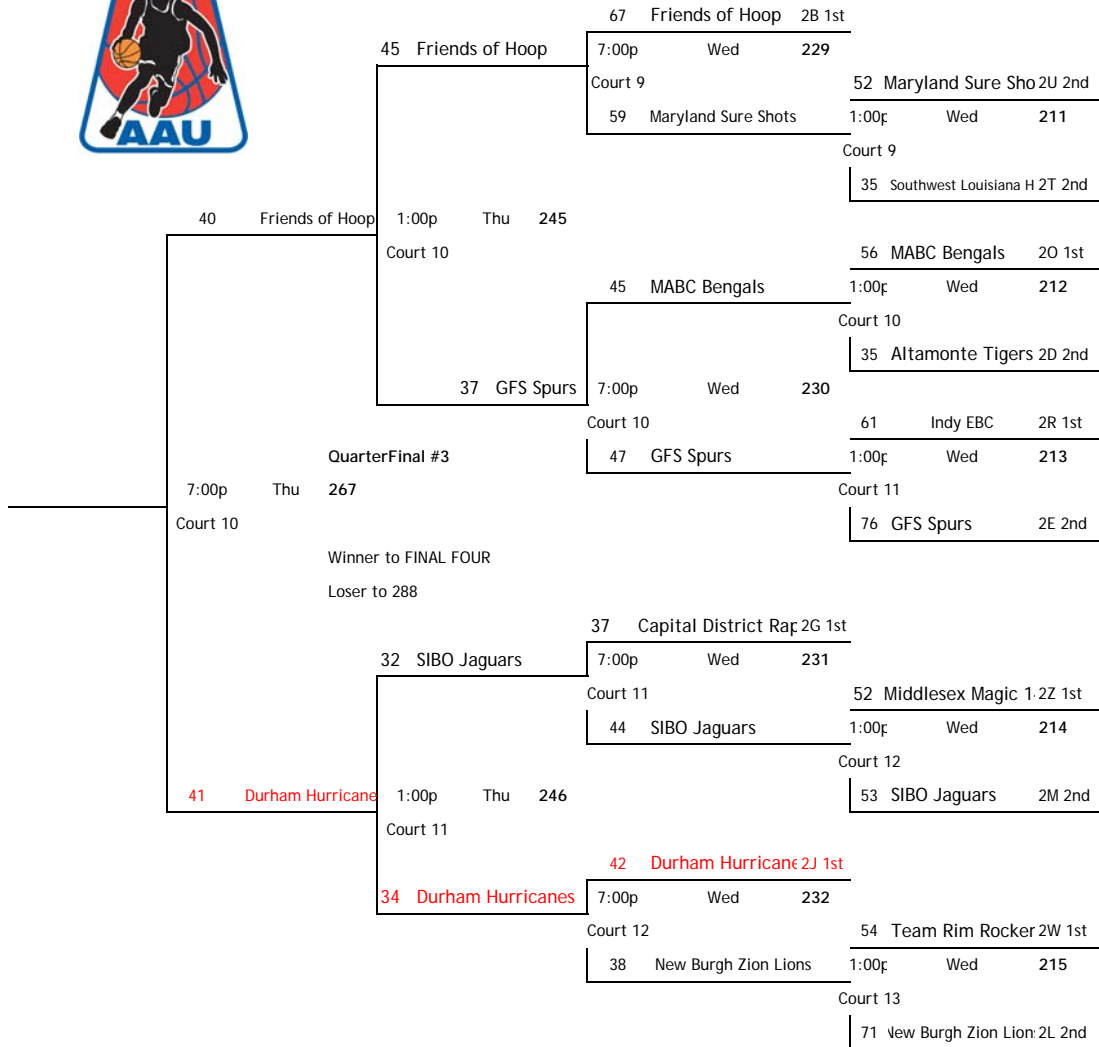 AAU
67 Friends of Hoop 2B 1st
45 Friends of Hoop 7:00p Wed 229
Court 9 52 Maryland Sure Sho 2U 2nd
59 Maryland Sure Shots 1:00p Wed 211
Court 9
35 Southwest Louisiana H 2T 2nd
40 Friends of Hoop 1:00p Thu 245
Court 10 56 MABC Bengals 2O 1st
45 MABC Bengals 1:00p Wed 212
Court 10
35 Altamonte Tigers 2D 2nd
37 GFS Spurs 7:00p Wed 230
Court 10 61 Indy EBC 2R 1st
QuarterFinal #3 47 GFS Spurs 1:00p Wed 213
7:00p Thu 267 Court 11
Court 10 76 GFS Spurs 2E 2nd
Winner to FINAL FOUR
Loser to 288
37 Capital District Rap 2G 1st
32 SIBO Jaguars 7:00p Wed 231
Court 11 52 Middlesex Magic 1 2Z 1st
44 SIBO Jaguars 1:00p Wed 214
Court 12
41 Durham Hurricane 1:00p Thu 246 53 SIBO Jaguars 2M 2nd
Court 11
42 Durham Hurricane 2J 1st
34 Durham Hurricanes 7:00p Wed 232
Court 12 54 Team Rim Rocker 2W 1st
38 New Burgh Zion Lions 1:00p Wed 215
Court 13
71 New Burgh Zion Lion 2L 2nd